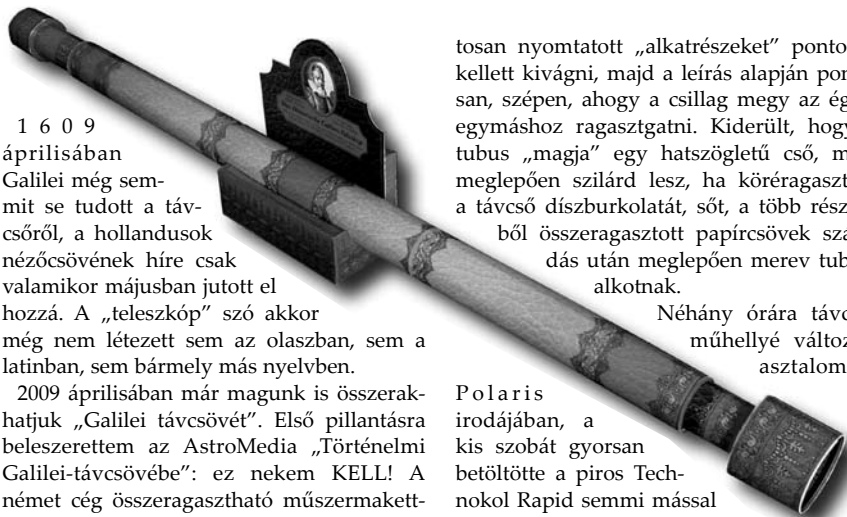 1 6 0 9
áprilisában
Galilei még sem-
mit se tudott a táv-
csőről, a hollandusok
nézőcsövének híre csak
valamikor májusban jutott el
hozzá. A „teleszkóp” szó akkor
még nem létezett sem az olaszban, sem a
latinban, sem bármely más nyelvben.
2009 áprilisában már magunk is összerak-
hatjuk „Galilei távcsövét”. Első pillantásra
beleszerettem az AstroMedia „Történelmi
Galilei-távcsövébe”: ez nekem KELL! A
német cég összeragasztható műszermakett-
tosan nyomtatott „alkatrészeket” ponto
kellett kivágni, majd a leírás alapján pon
san, szépen, ahogy a csillag megy az ég
egymáshoz ragasztgatni. Kiderült, hogy
tubus „magja” egy hatszögletű cső, m
meglepően szilárd lesz, ha köréragaszt
a távcső díszburkolatát, sőt, a több rész
ből összeragasztott papírcsövek szá
dás után meglepően merev tub
alkotnak.
Néhány órára távc
műhellyé változ
asztalom
P o l a r i s
irodájában, a
kis szobát gyorsan
betöltötte a piros Tech-
nokol Rapid semmi mással